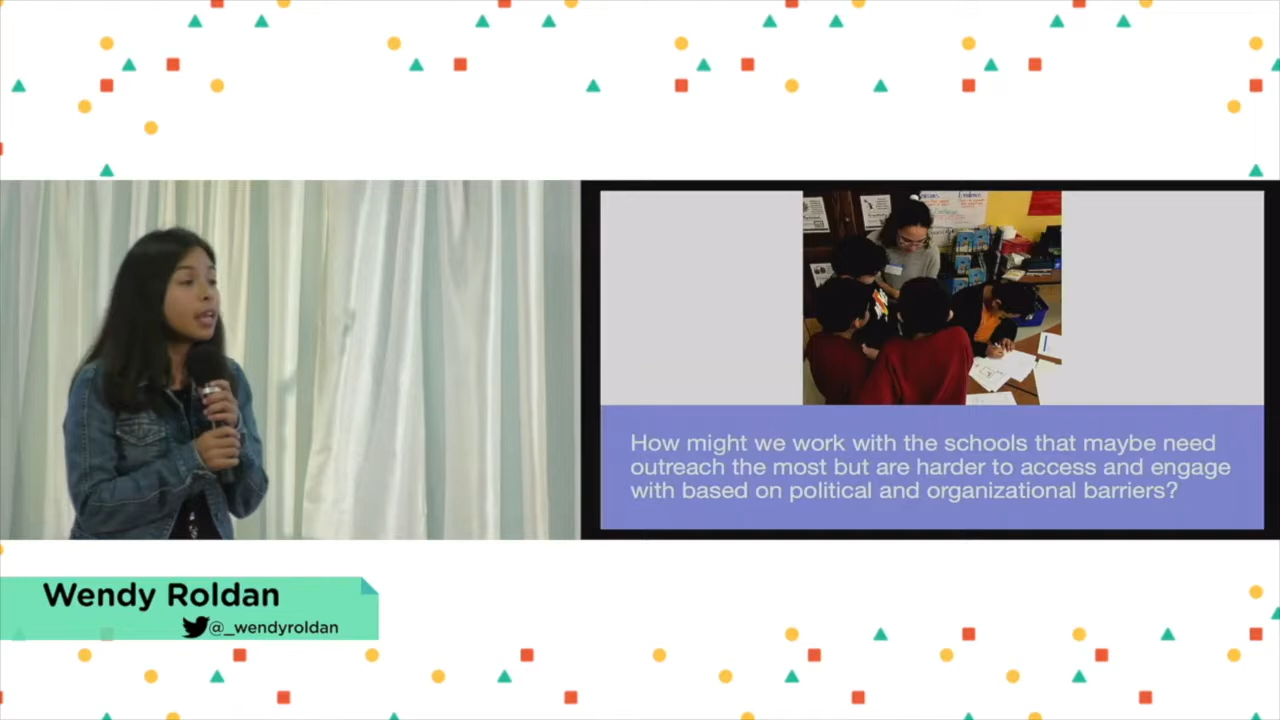 How might we work with the schools that maybe need
outreach the most but are harder to access and engage
with based on political and organizational barriers?
Wendy Roldan
@_wendyroldan